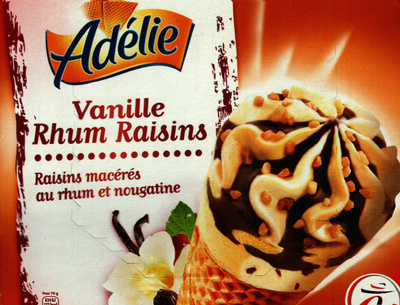 Adélie
Vanille
Rhum Raisins
Raisins macérés
au rhum et nougatine